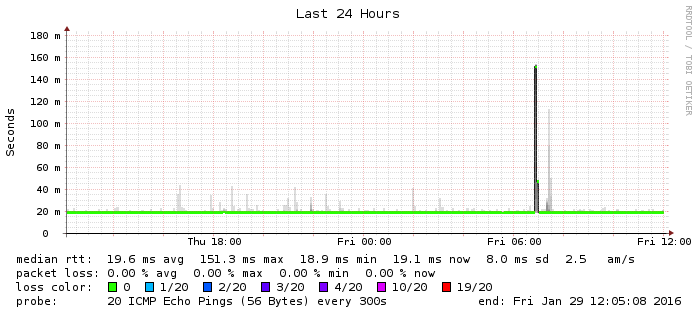 Last 24 Hours
RRDTOOL / TOBI OETIKER
Seconds
180 m
160 m
140 m
120 m
100 m
80 m
60 m
40 m
20 m
0
Thu 18:00 Fri 00:00 Fri 06:00 Fri 12:00
median rtt: 19.6 ms avg 151.3 ms max 18.9 ms min 19.1 ms now 8.0 ms sd 2.5 am/s
packet loss: 0.00 % avg 0.00 % max 0.00 % min 0.00 % now
loss color: 0 1/20 2/20 3/20 4/20 10/20 19/20
probe: 20 ICMP Echo Pings (56 Bytes) every 300s end: Fri Jan 29 12:05:08 2016